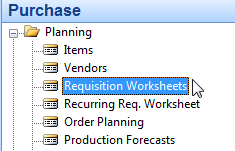 Purchase
Planning
Items
Vendors
Requisition Worksheets
Recurring Req. Worksheet
Order Planning
Production Forecasts